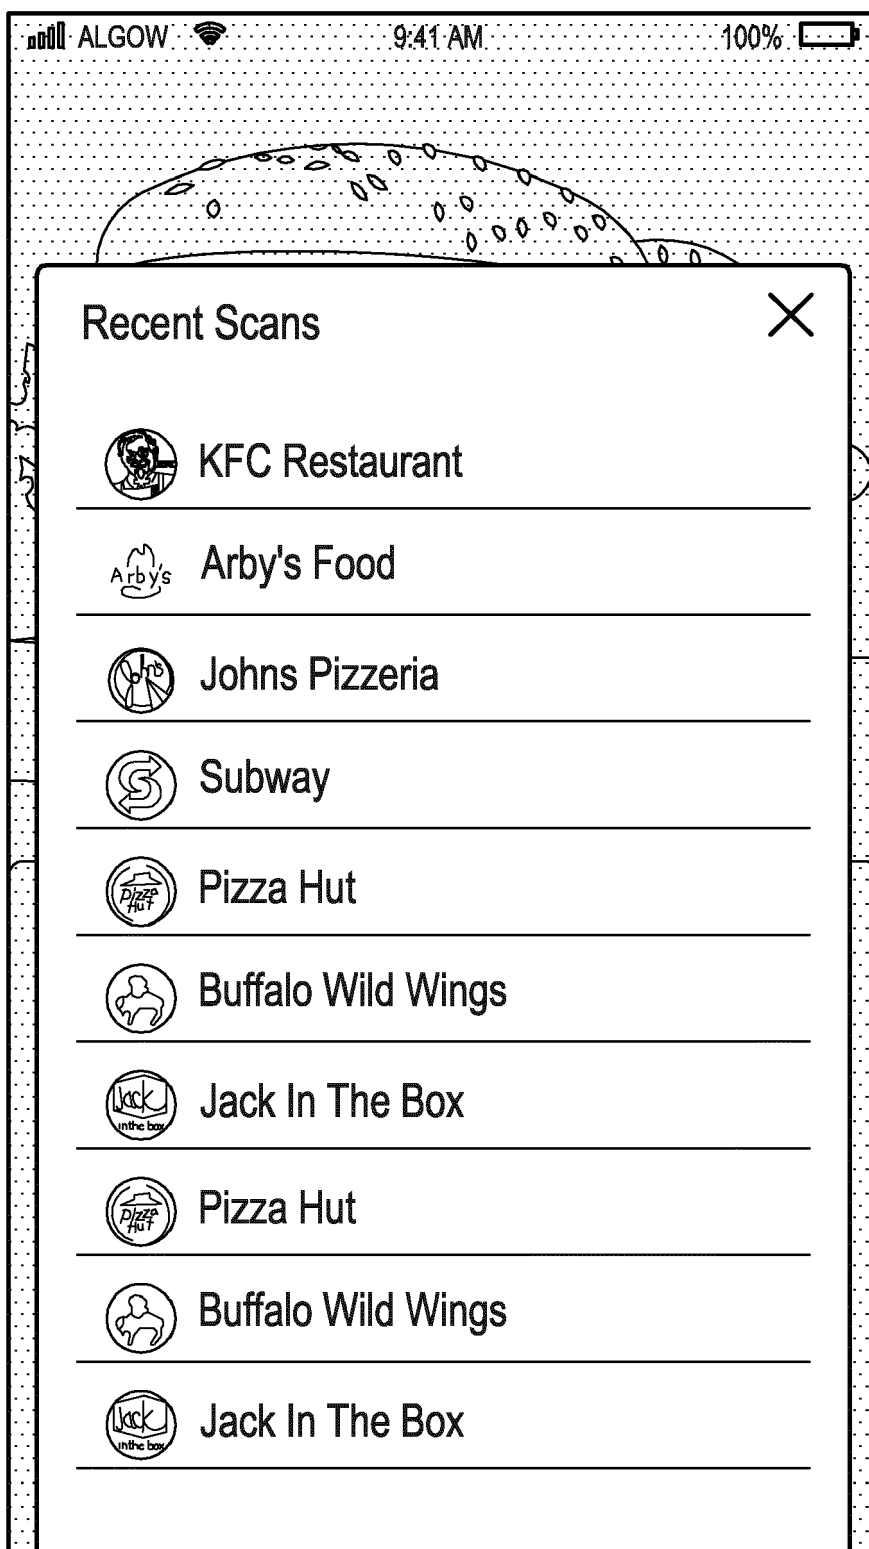 ALGOW 9:41 AM 100%
Recent Scans
KFC Restaurant
Arby's Arby's Food
John's Johns Pizzeria
Subway
Pizza Hut Pizza Hut
Buffalo Wild Wings
Jack in the box Jack In The Box
Pizza Hut Pizza Hut
Buffalo Wild Wings
Jack in the box Jack In The Box